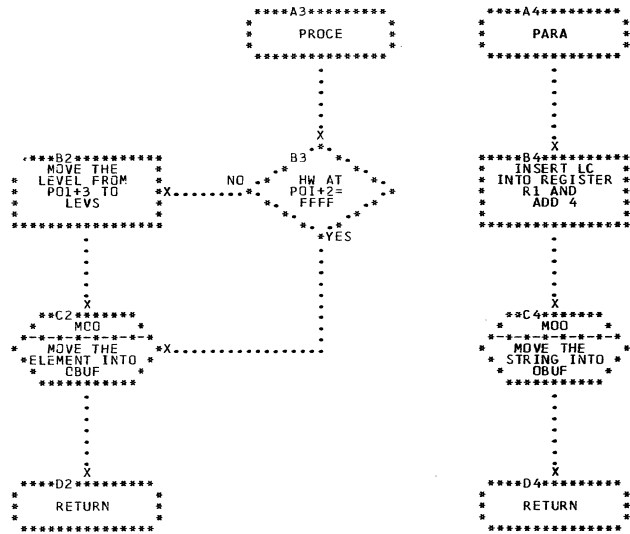 A3
PROCE
A4
PARA
B2
MOVE THE
LEVEL FROM
POI+3 TO
LEVS
NO
B3
HW AT
POI+2=
FFFF
YES
B4
INSERT LC
INTO REGISTER
R1 AND
ADD 4
C2
MOO
MOVE THE
ELEMENT INTO
CBUF
C4
MOO
MOVE THE
STRING INTO
OBUF
D2
RETURN
D4
RETURN